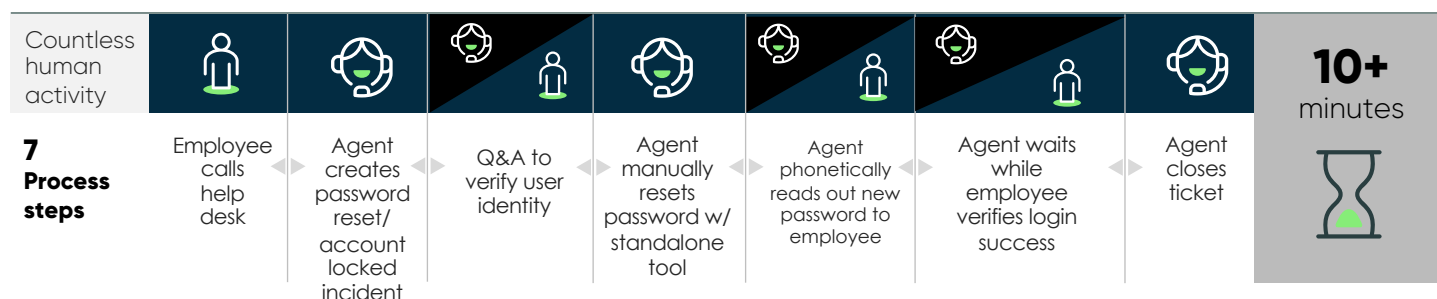 Countless
human
activity
10+
minutes
7
Process
steps
Employee
calls
help
desk
Agent
creates
password
reset/
account
locked
incident
Q&A to
verify user
identity
Agent
manually
resets
password w/
standalone
tool
Agent
phonetically
reads out new
password to
employee
Agent waits
while
employee
verifies login
success
Agent
closes
ticket